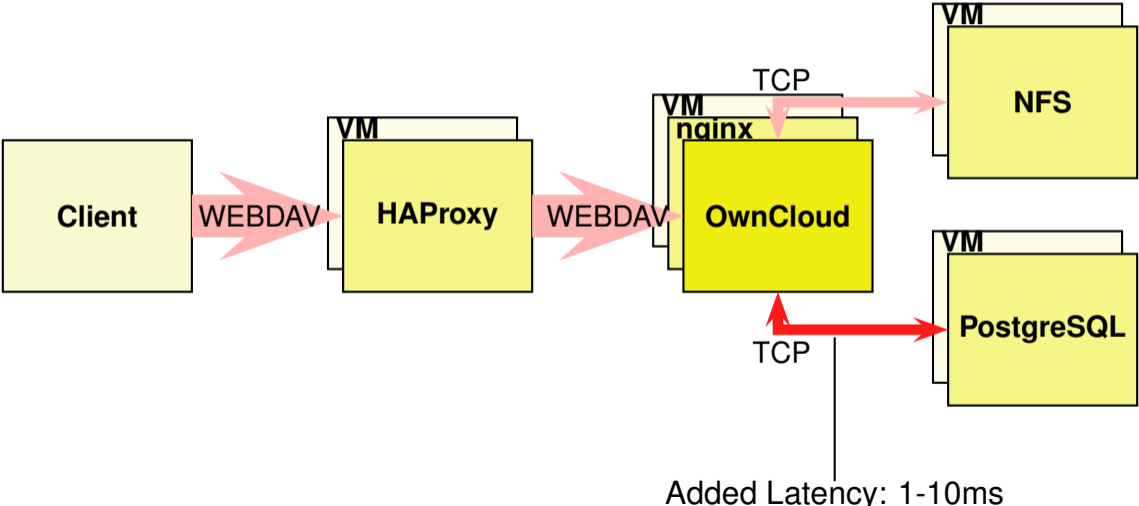 VM
NFS
TCP
VM
nginx
VM
Client
WEBDAV
HAProxy
WEBDAV
OwnCloud
VM
PostgreSQL
TCP
Added Latency: 1-10ms